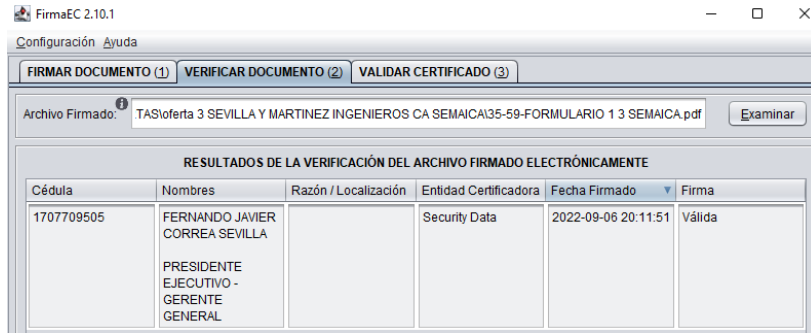 FirmaEC 2.10.1
Configuración Ayuda
FIRMAR DOCUMENTO (1) VERIFICAR DOCUMENTO (2) VALIDAR CERTIFICADO (3)
Archivo Firmado: .TAS\oferta 3 SEVILLA Y MARTINEZ INGENIEROS CA SEMAICA\35-59-FORMULARIO 1 3 SEMAICA.pdf Examinar
RESULTADOS DE LA VERIFICACIÓN DEL ARCHIVO FIRMADO ELECTRÓNICAMENTE
Cédula Nombres Razón / Localización Entidad Certificadora Fecha Firmado Firma
1707709505 FERNANDO JAVIER Security Data 2022-09-06 20:11:51 Válida
CORREA SEVILLA
PRESIDENTE
EJECUTIVO -
GERENTE
GENERAL